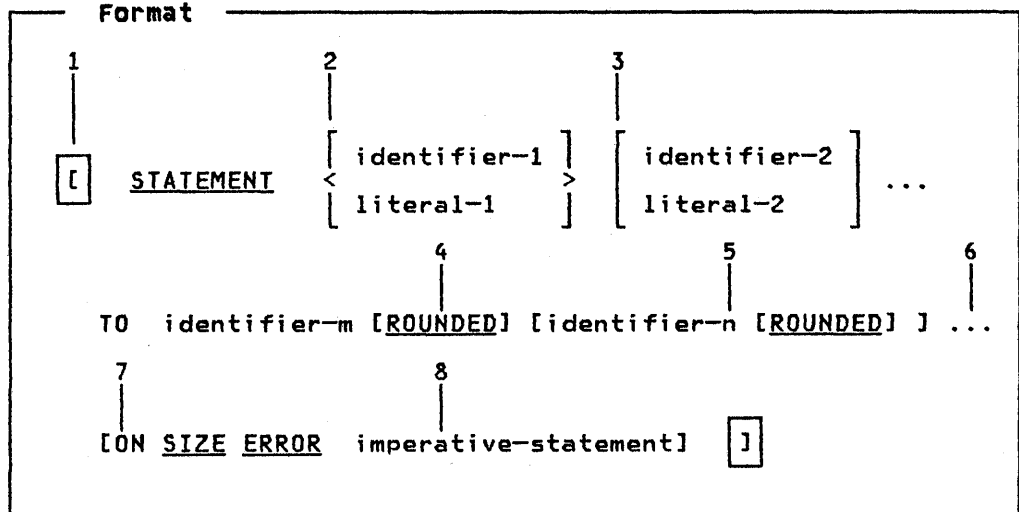 Format
1 2 3
identifier-1 identifier-2
[ STATEMENT < > ...
literal-1 literal-2
4 5 6
TO identifier-m [ROUNDED] [identifier-n [ROUNDED] ] ...
7 8
[ON SIZE ERROR imperative-statement] ]